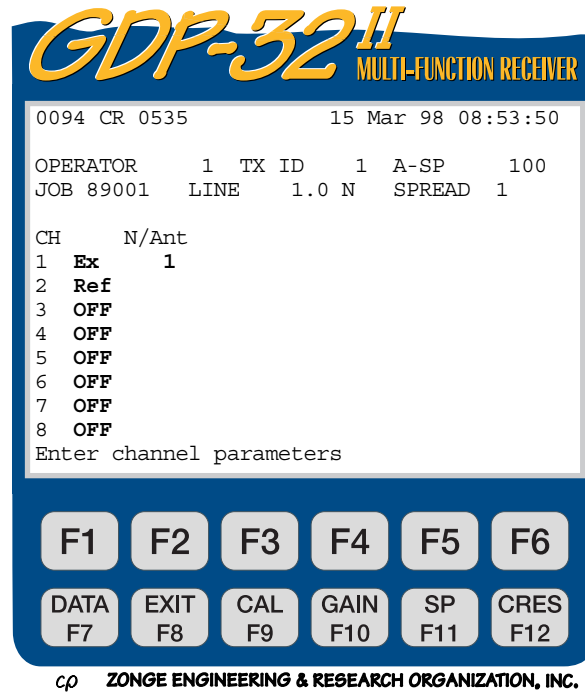 GDP-32 II
MULTI-FUNCTION RECEIVER
0094 CR 0535 15 Mar 98 08:53:50
OPERATOR 1 TX ID 1 A-SP 100
JOB 89001 LINE 1.0 N SPREAD 1
CH N/Ant
1 Ex 1
2 Ref
3 OFF
4 OFF
5 OFF
6 OFF
7 OFF
8 OFF
Enter channel parameters
F1 F2 F3 F4 F5 F6
DATA EXIT CAL GAIN SP CRES
F7 F8 F9 F10 F11 F12
ZONGE ENGINEERING & RESEARCH ORGANIZATION, INC.